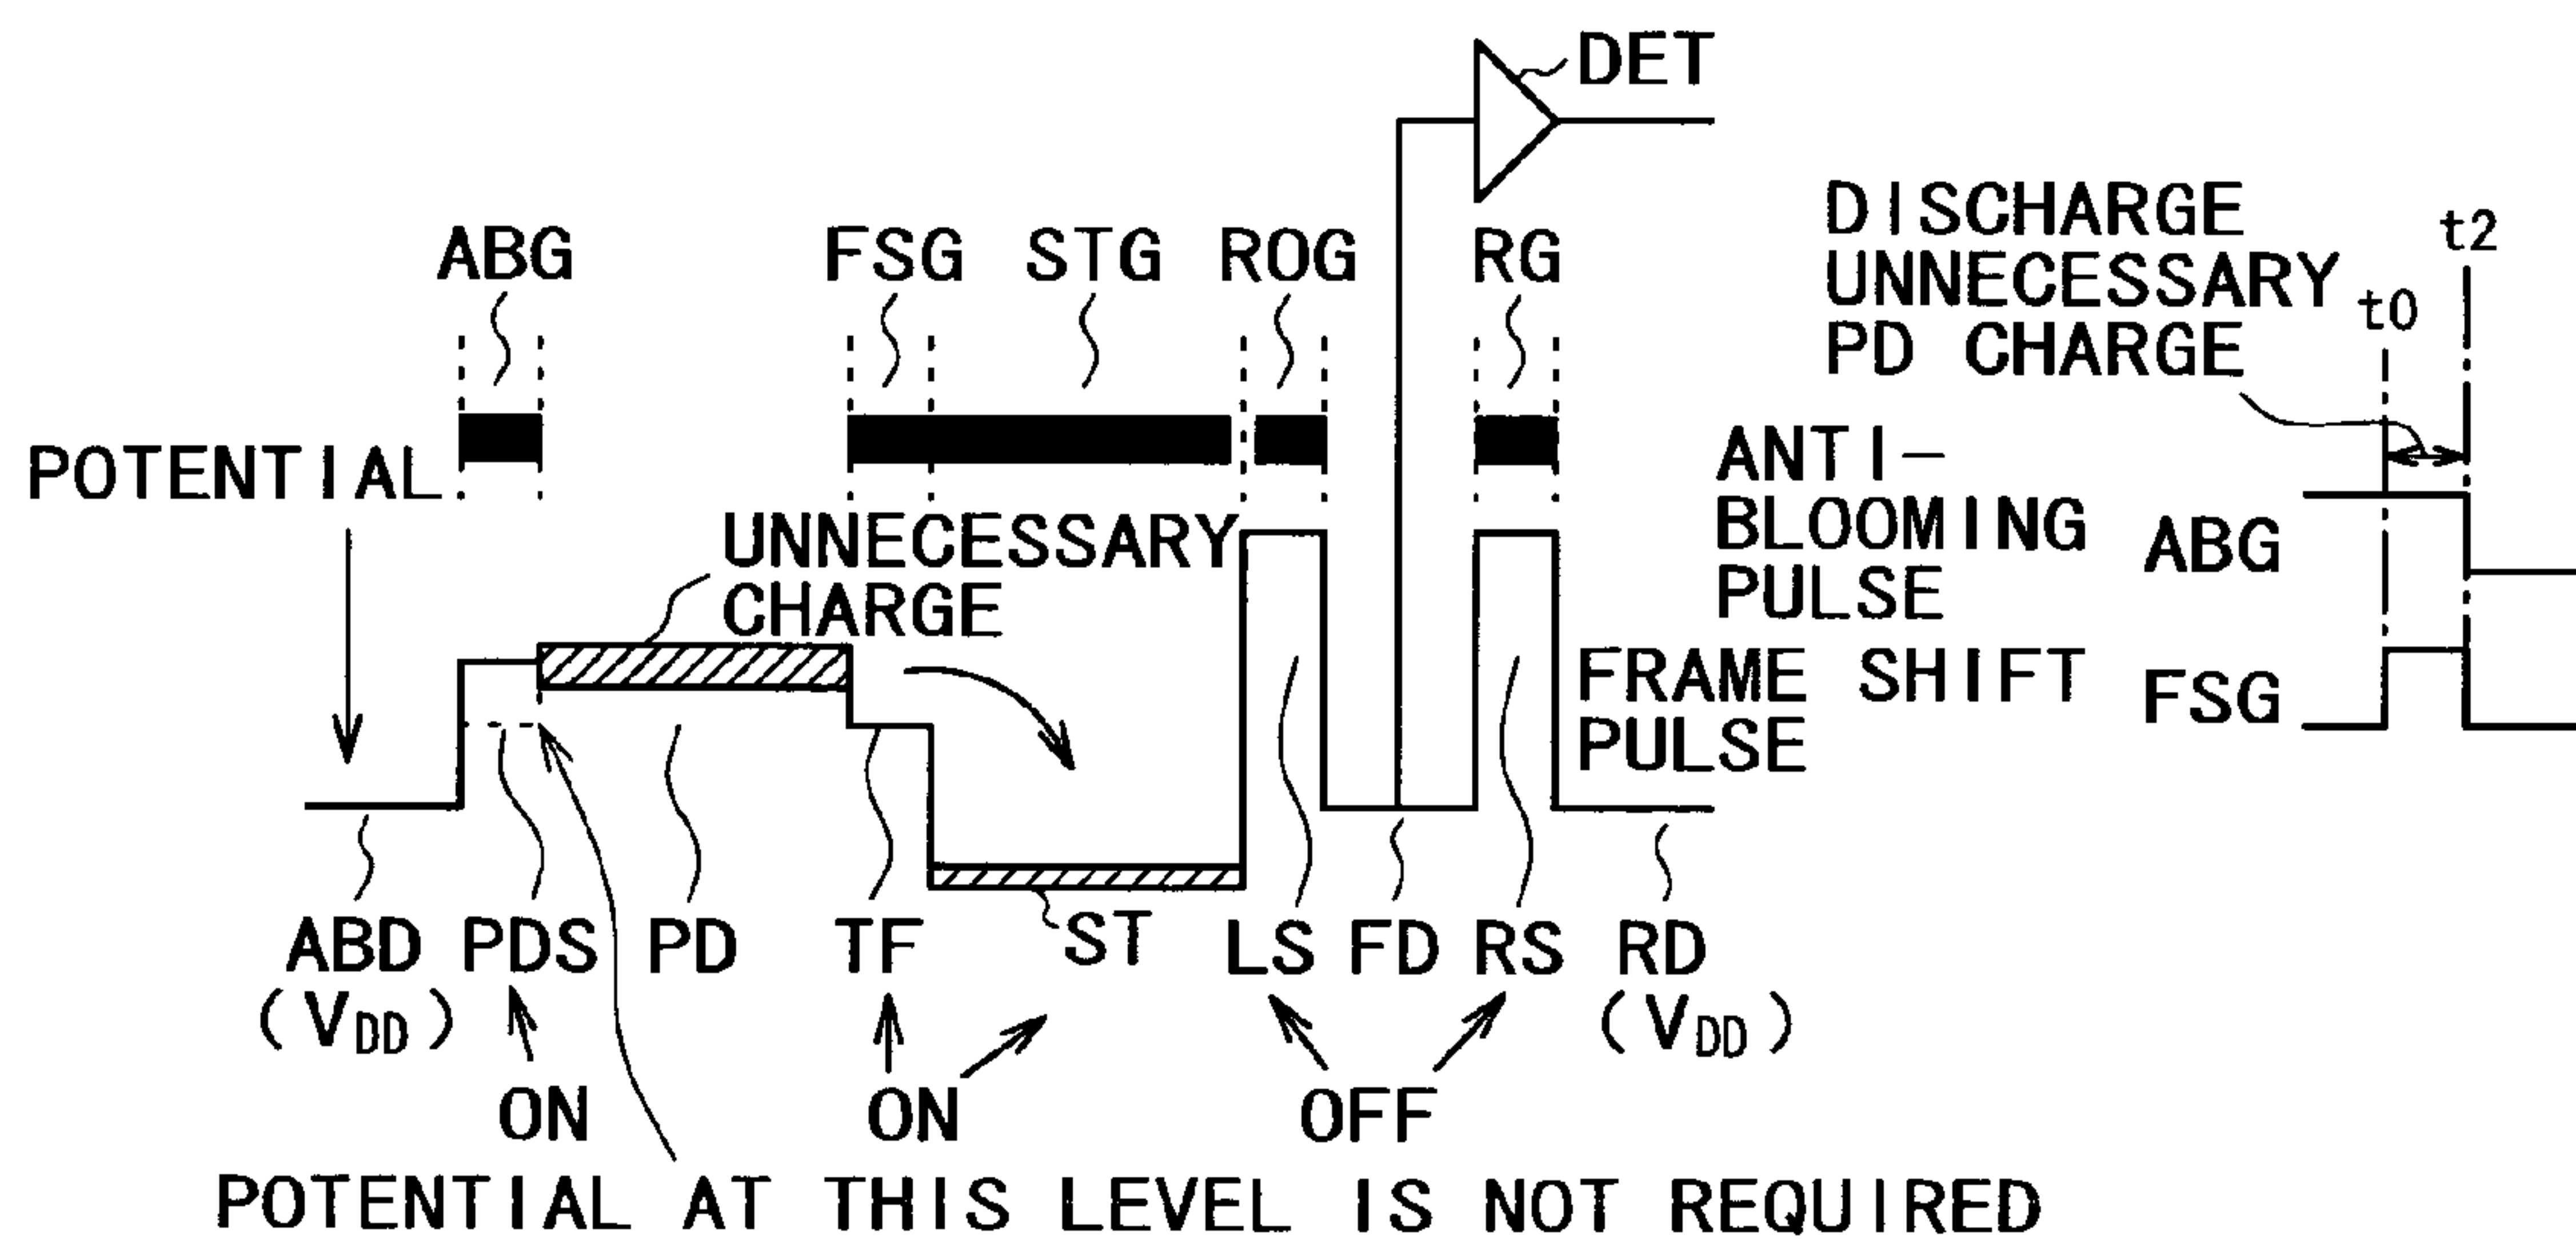 DET
ABG
FSG
STG
ROG
RG
DISCHARGE
UNNECESSARY
PD CHARGE
t0
t2
POTENTIAL
UNNECESSARY
CHARGE
ANTI-
BLOOMING
PULSE
ABG
FRAME SHIFT
PULSE
FSG
ABD
(VDD)
PDS
PD
TF
ST
LS
FD
RS
RD
(VDD)
ON
ON
OFF
POTENTIAL AT THIS LEVEL IS NOT REQUIRED